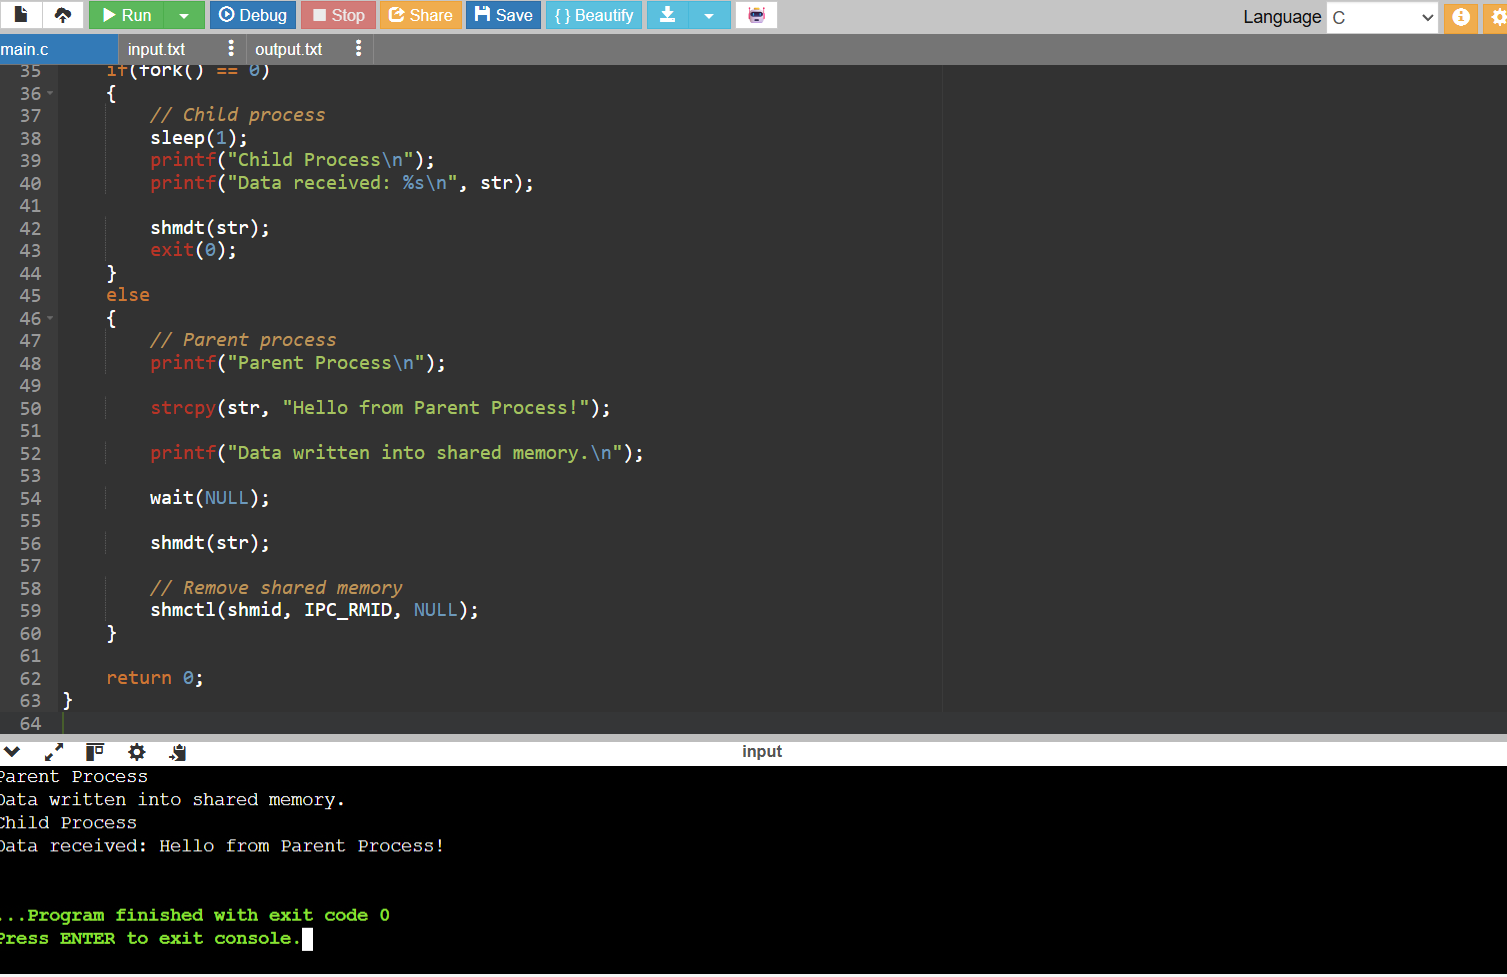 Run Debug Stop Share Save { } Beautify Language C
main.c input.txt output.txt
35 if(fork() == 0)
36 {
37 // Child process
38 sleep(1);
39 printf("Child Process\n");
40 printf("Data received: %s\n", str);
41
42 shmdt(str);
43 exit(0);
44 }
45 else
46 {
47 // Parent process
48 printf("Parent Process\n");
49
50 strcpy(str, "Hello from Parent Process!");
51
52 printf("Data written into shared memory.\n");
53
54 wait(NULL);
55
56 shmdt(str);
57
58 // Remove shared memory
59 shmctl(shmid, IPC_RMID, NULL);
60 }
61
62 return 0;
63 }
64
input
Parent Process
Data written into shared memory.
Child Process
Data received: Hello from Parent Process!
...Program finished with exit code 0
Press ENTER to exit console.